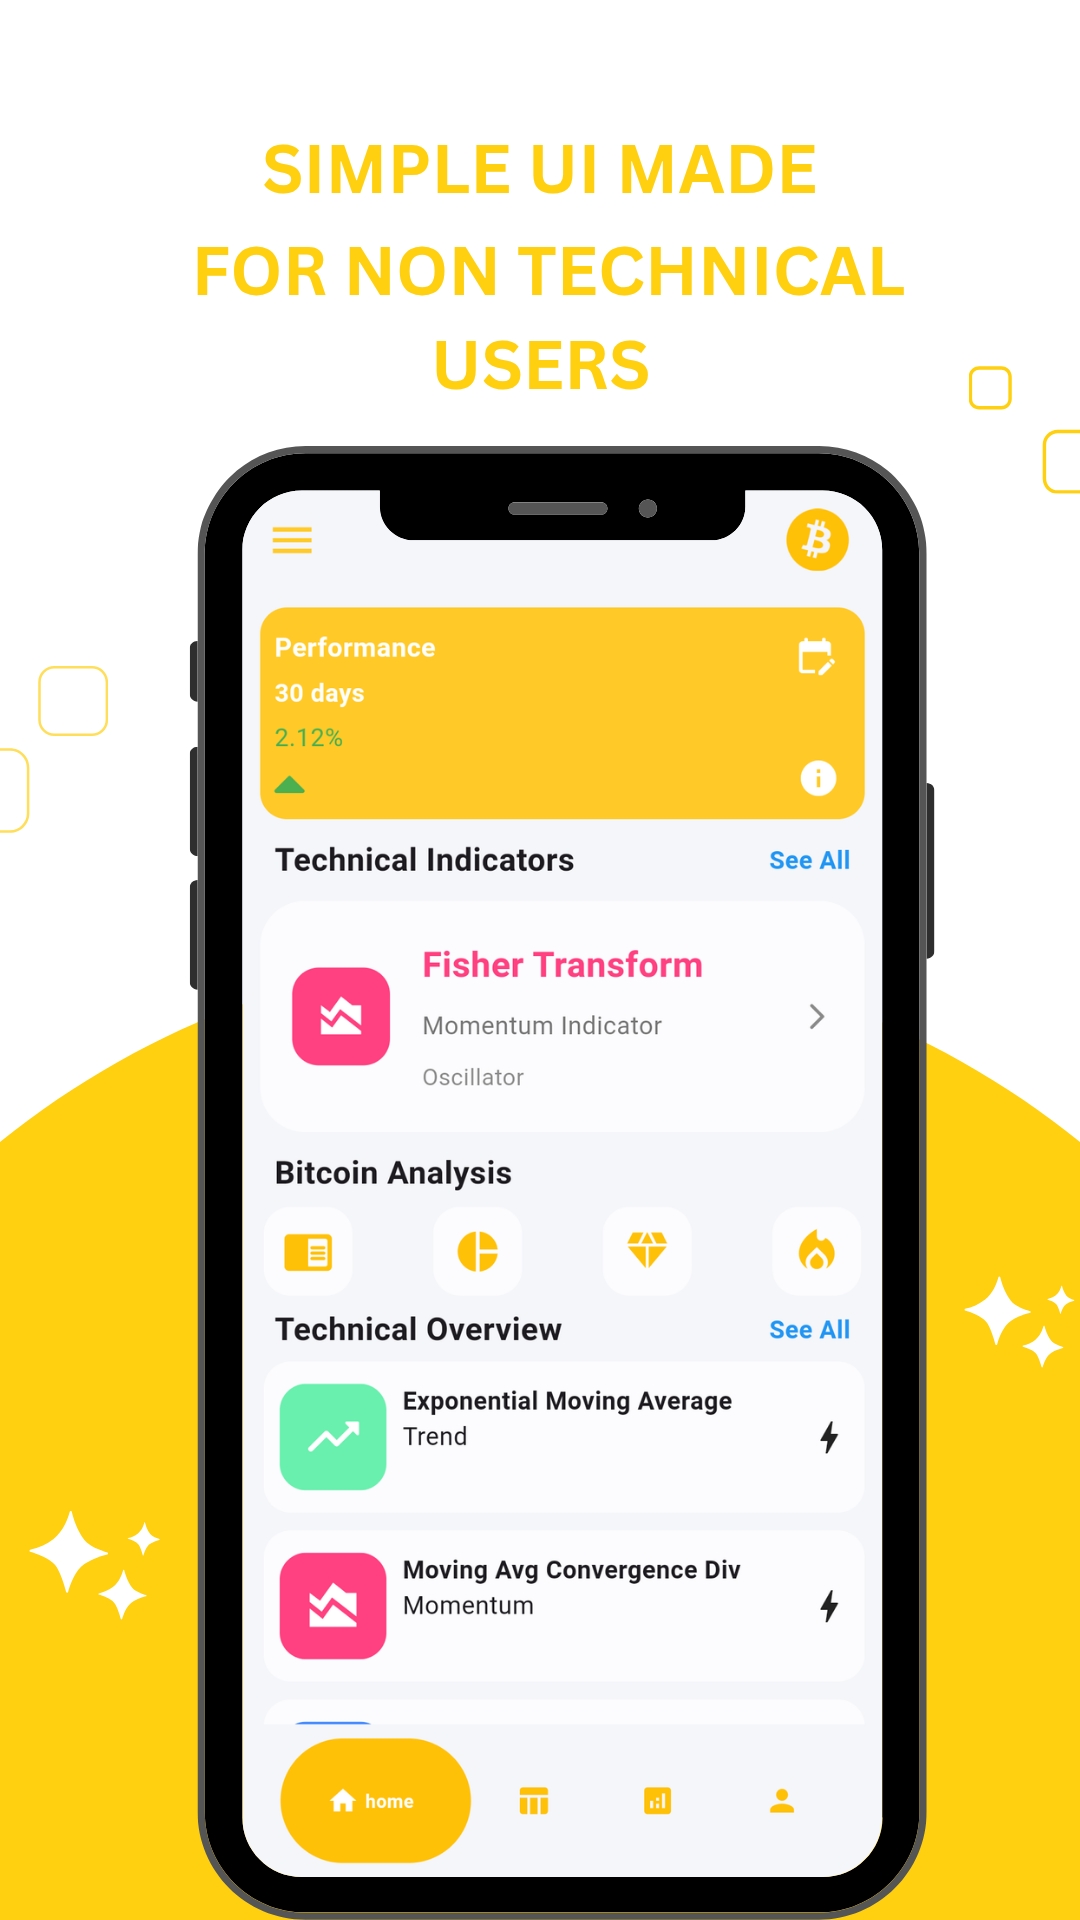 SIMPLE UI MADE
FOR NON TECHNICAL
USERS
Performance
30 days
2.12%
Technical Indicators
See All
Fisher Transform
Momentum Indicator
Oscillator
Bitcoin Analysis
Technical Overview
See All
Exponential Moving Average
Trend
Moving Avg Convergence Div
Momentum
home